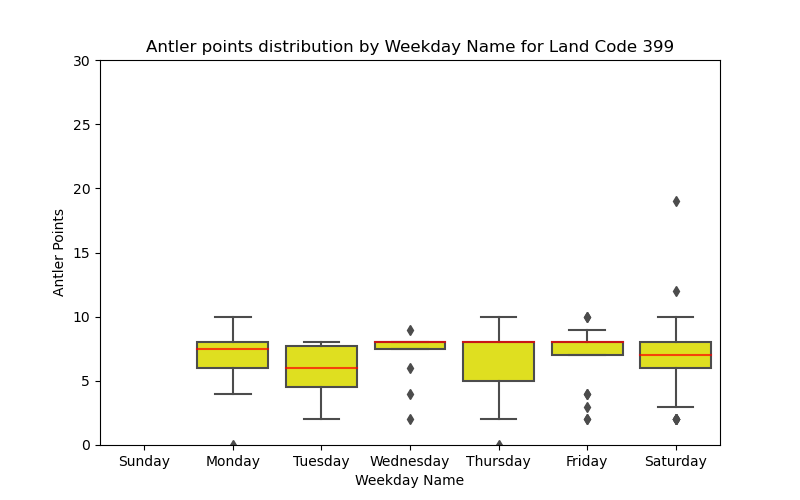 Antler points distribution by Weekday Name for Land Code 399
30
25
20
15
10
5
0
Antler Points
Sunday Monday Tuesday Wednesday Thursday Friday Saturday
Weekday Name